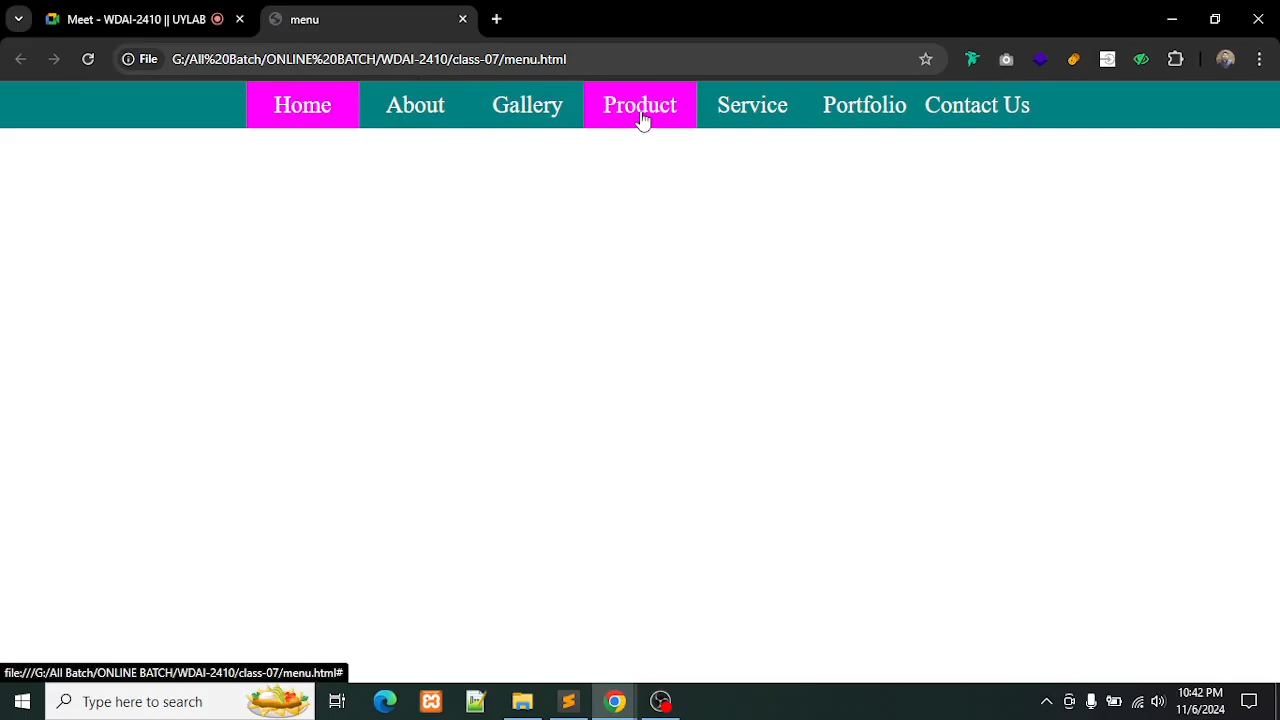 Meet - WDAI-2410 || UYLAB
menu
File
G:/All%20Batch/ONLINE%20BATCH/WDAI-2410/class-07/menu.html
Home
About
Gallery
Product
Service
Portfolio
Contact Us
file:///G:/All Batch/ONLINE BATCH/WDAI-2410/class-07/menu.html#
Type here to search
10:42 PM
11/6/2024